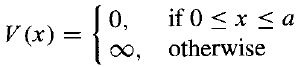 V(x) = { 0, if 0 ≤ x ≤ a
∞, otherwise